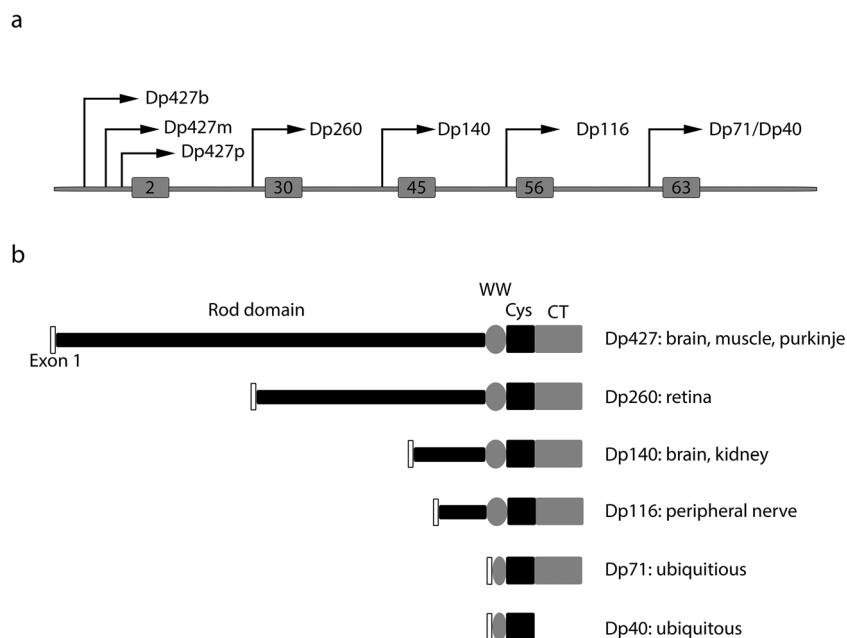 a
Dp427b
Dp427m
Dp427p
Dp260
Dp140
Dp116
Dp71/Dp40
2
30
45
56
63
b
WW
Rod domain
Cys
CT
Exon 1
Dp427: brain, muscle, purkinje
Dp260: retina
Dp140: brain, kidney
Dp116: peripheral nerve
Dp71: ubiquitious
Dp40: ubiquitous